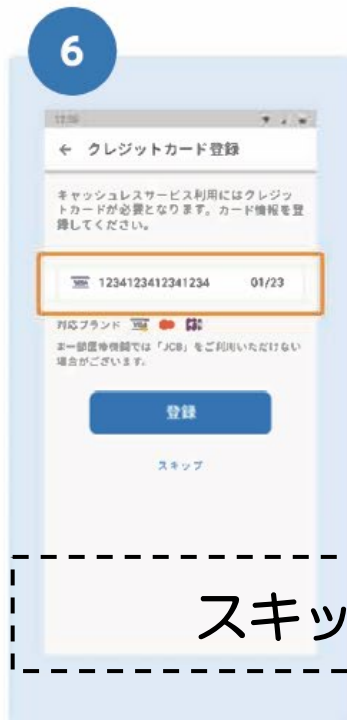 6
12:30
← クレジットカード登録
キャッシュレスサービス利用にはクレジッ
トカードが必要となります。カード情報を登
録してください。
VISA 1234123412341234 01/23
対応ブランド VISA JCB
※一部医療機関では「JCB」をご利用いただけない
場合がございます。
登録
スキップ
スキッ